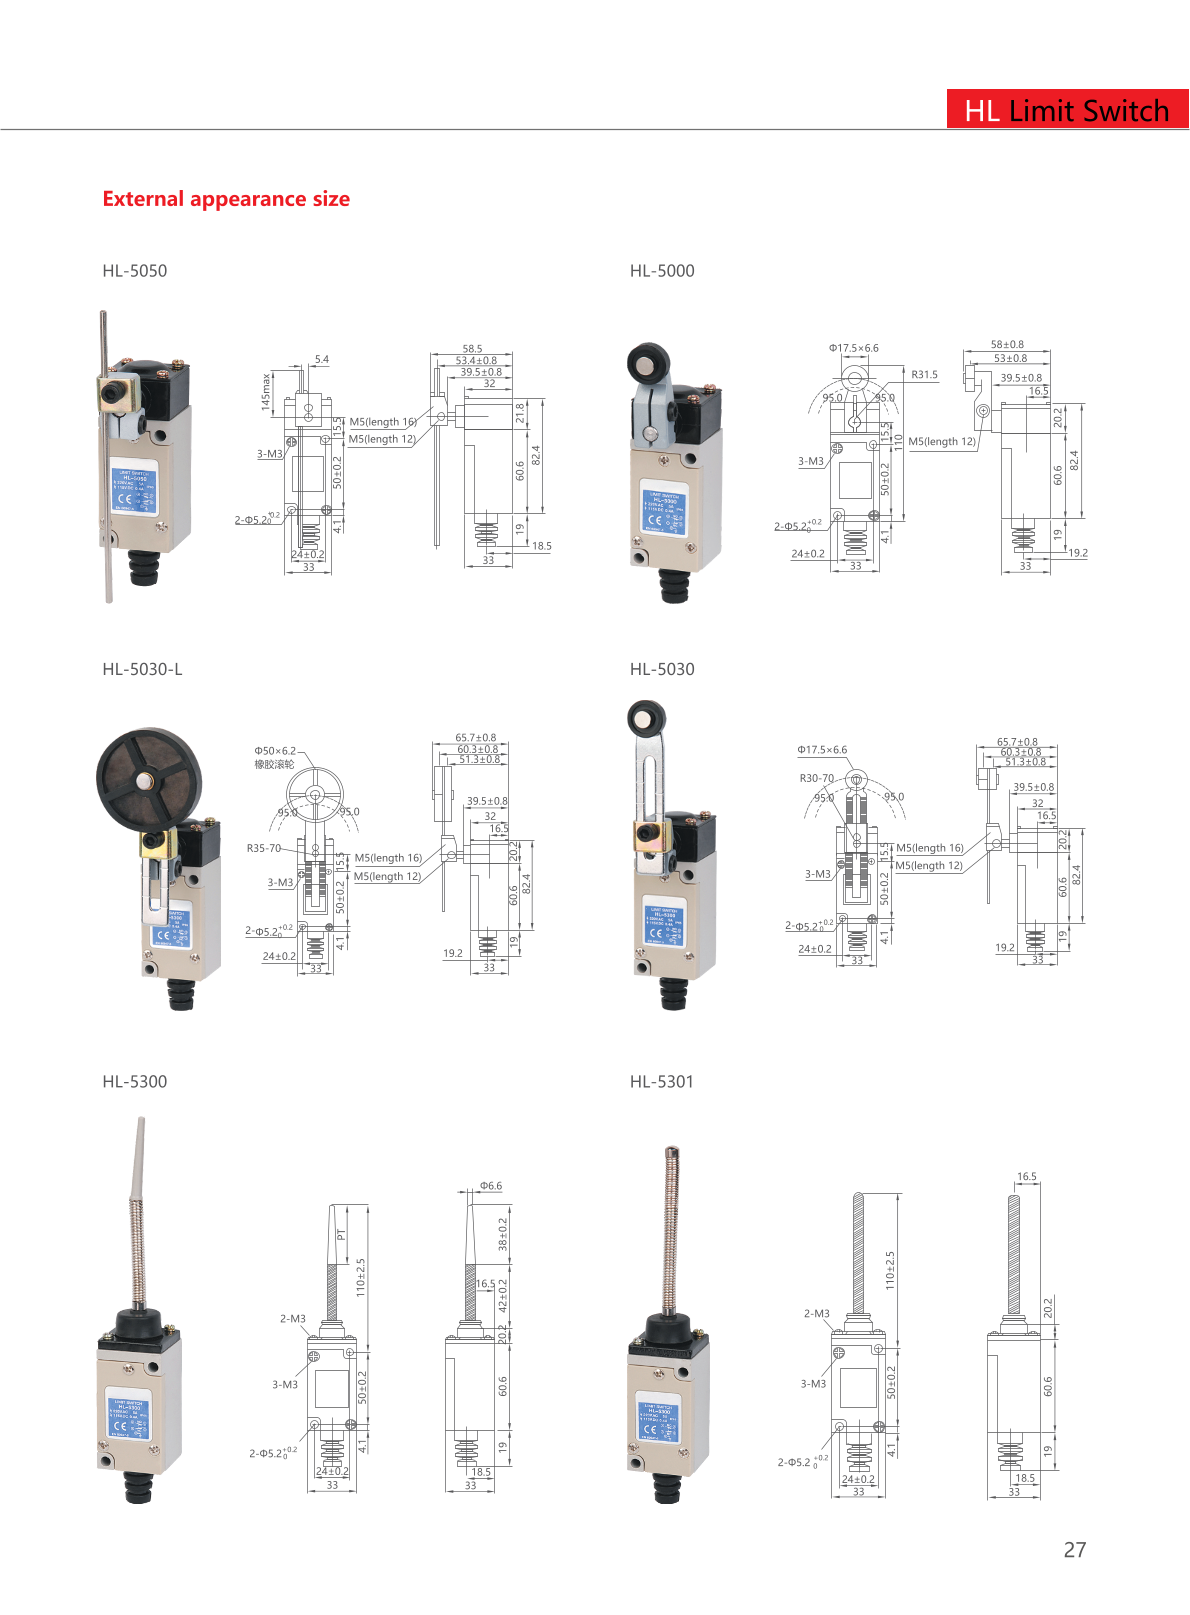 HL Limit Switch
External appearance size
HL-5050
5.4
145max
15.5
M5(length 16)
M5(length 12)
3-M3
50±0.2
2-Φ5.2 +0.2 0
4.1
24±0.2
33
58.5
53.4±0.8
39.5±0.8
32
21.8
82.4
60.6
19
18.5
33
HL-5000
Φ17.5×6.6
R31.5
95.0
95.0
15.5
110
M5(length 12)
3-M3
50±0.2
2-Φ5.2 +0.2 0
4.1
24±0.2
33
58±0.8
53±0.8
39.5±0.8
16.5
20.2
82.4
60.6
19
19.2
33
HL-5030-L
Φ50×6.2
橡胶滚轮
95.0
95.0
R35-70
15.5
M5(length 16)
M5(length 12)
3-M3
50±0.2
2-Φ5.2 +0.2 0
4.1
24±0.2
33
65.7±0.8
60.3±0.8
51.3±0.8
39.5±0.8
32
16.5
20.2
82.4
60.6
19
19.2
33
HL-5030
Φ17.5×6.6
R30-70
95.0
95.0
15.5
M5(length 16)
M5(length 12)
3-M3
50±0.2
2-Φ5.2 +0.2 0
4.1
24±0.2
33
65.7±0.8
60.3±0.8
51.3±0.8
39.5±0.8
32
16.5
20.2
82.4
60.6
19
19.2
33
HL-5300
PT
110±2.5
2-M3
3-M3
50±0.2
2-Φ5.2 +0.2 0
4.1
24±0.2
33
Φ6.6
38±0.2
16.5
42±0.2
20.2
60.6
19
18.5
33
HL-5301
110±2.5
2-M3
3-M3
50±0.2
2-Φ5.2 +0.2 0
4.1
24±0.2
33
16.5
20.2
60.6
19
18.5
33
27